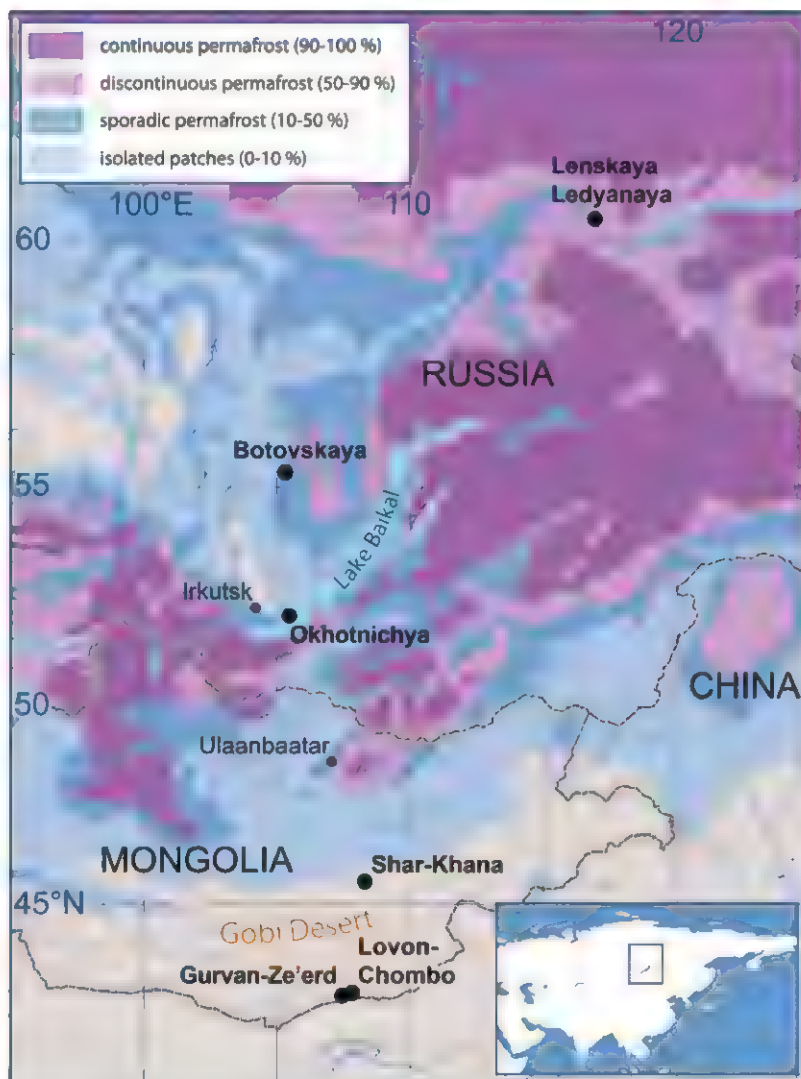 continuous permafrost (90-100 %)
discontinuous permafrost (50-90 %)
sporadic permafrost (10-50 %)
isolated patches (0-10 %)
120
Lenskaya
Ledyanaya
100°E
110
60
RUSSIA
Botovskaya
55
Lake Baikal
Irkutsk
Okhotnichya
CHINA
50
Ulaanbaatar
MONGOLIA
Shar-Khana
45°N
Gobi Desert
Lovon-
Gurvan-Ze'erd Chombo